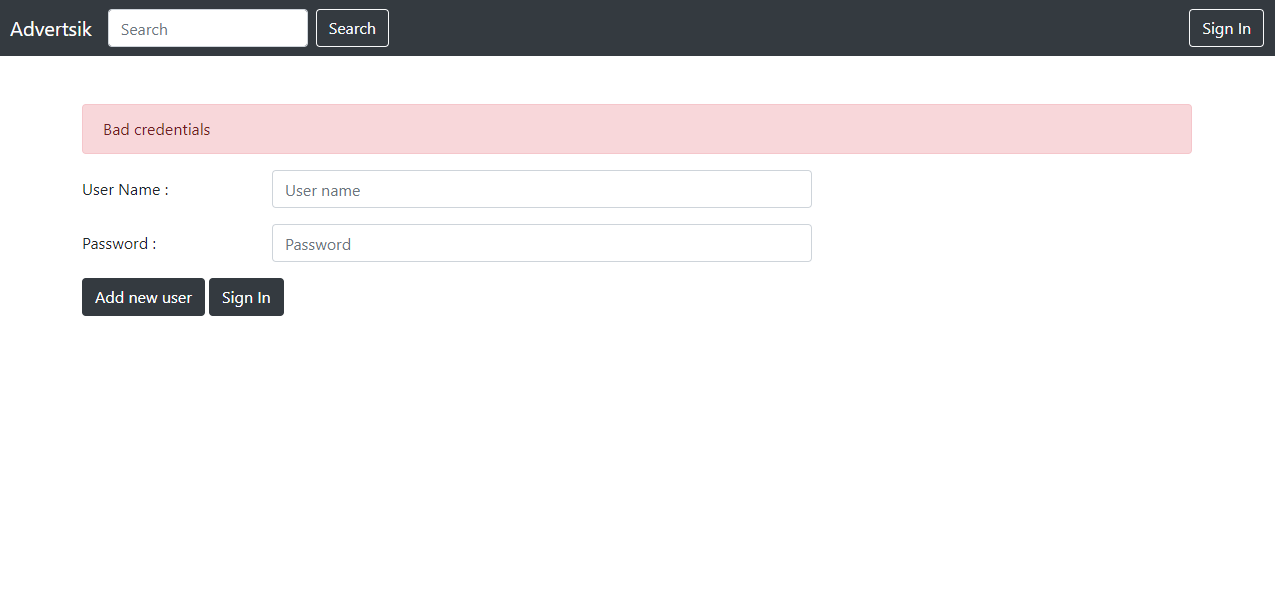 Advertsik Search Search Sign In
Bad credentials
User Name : User name
Password : Password
Add new user Sign In